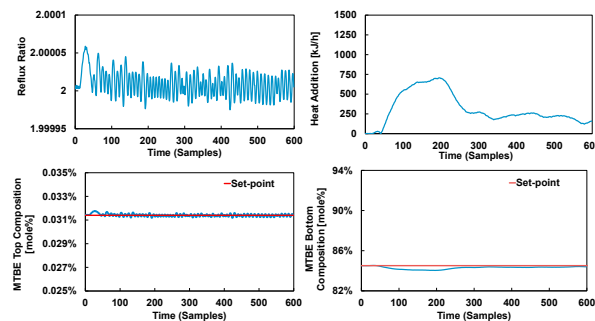 Reflux Ratio
2.0001
2.00005
2
1.99995
0 100 200 300 400 500 600
Time (Samples)
Heat Addition [kJ/h]
1500
1250
1000
750
500
250
0
0 100 200 300 400 500 600
Time (Samples)
MTBE Top Composition
[mole%]
0.035%
0.033%
0.031%
0.029%
0.027%
0.025%
Set-point
0 100 200 300 400 500 600
Time (Samples)
MTBE Bottom
Composition [mole%]
94%
90%
86%
82%
Set-point
0 100 200 300 400 500 600
Time (Samples)